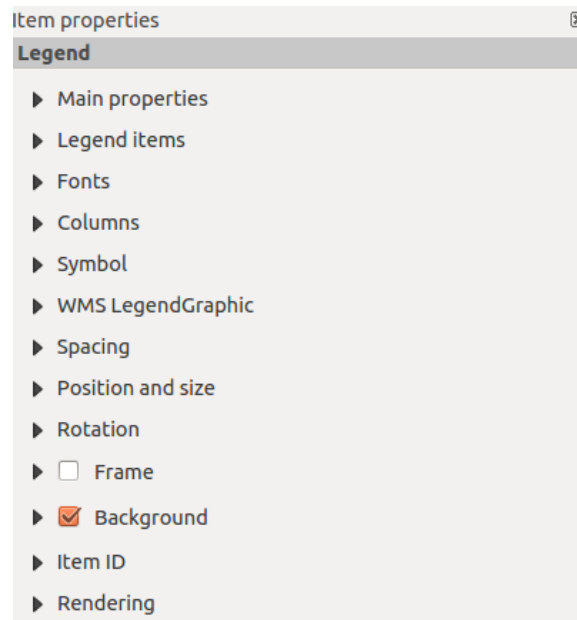 Item properties
Legend
Main properties
Legend items
Fonts
Columns
Symbol
WMS LegendGraphic
Spacing
Position and size
Rotation
Frame
Background
Item ID
Rendering